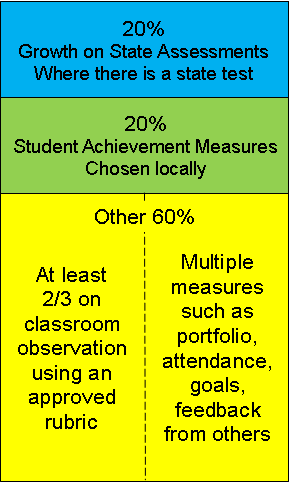 20%
Growth on State Assessments
Where there is a state test
20%
Student Achievement Measures
Chosen locally
Other 60%
At least
2/3 on
classroom
observation
using an
approved
rubric
Multiple
measures
such as
portfolio,
attendance,
goals,
feedback
from others